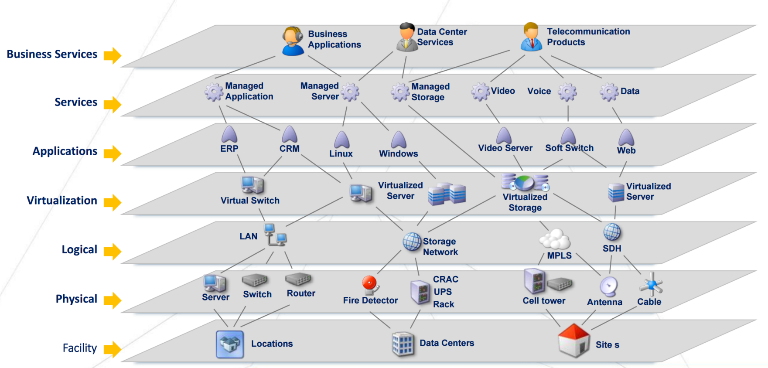 Business Services
Business
Applications
Data Center
Services
Telecommunication
Products
Services
Managed
Application
Managed
Server
Managed
Storage
Video
Voice
Data
Applications
ERP
CRM
Linux
Windows
Video Server
Soft Switch
Web
Virtualization
Virtual Switch
Virtualized
Server
Virtualized
Storage
Virtualized
Server
Logical
LAN
Storage
Network
MPLS
SDH
Physical
Server
Switch
Router
Fire Detector
CRAC
UPS
Rack
Cell tower
Antenna
Cable
Facility
Locations
Data Centers
Site s